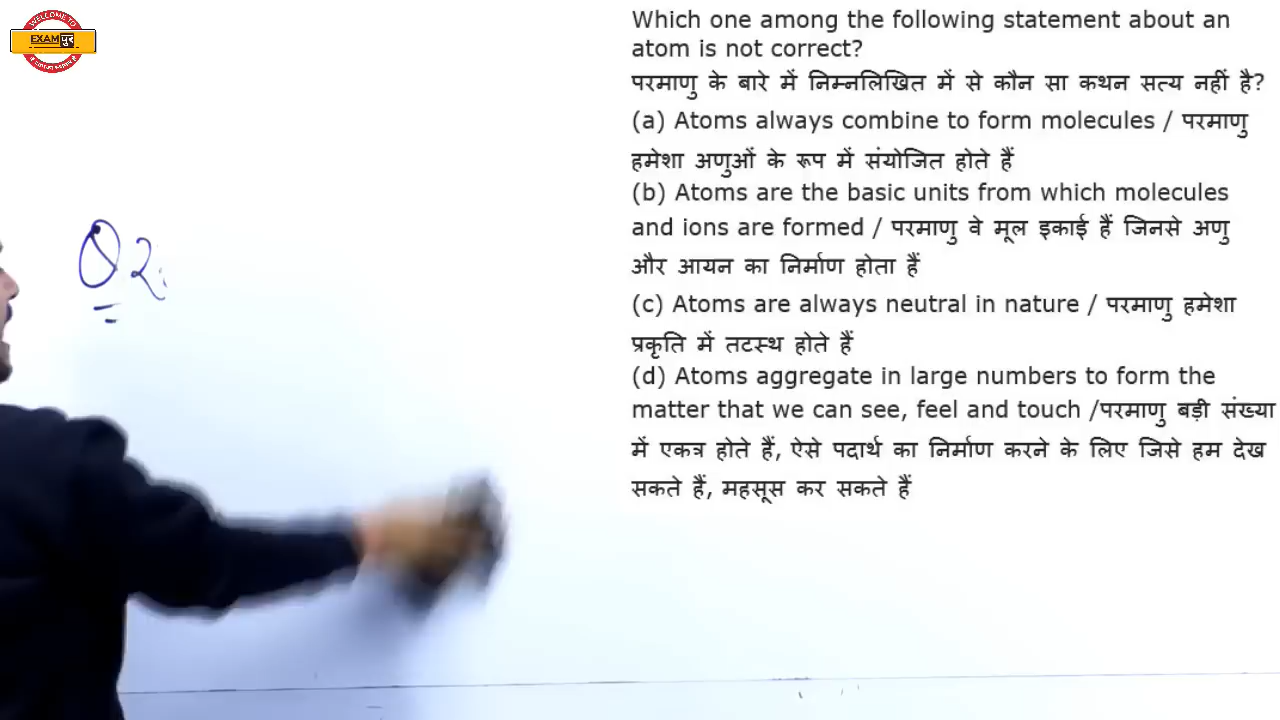 WELCOME TO
EXAMपुर
Q2:
Which one among the following statement about an
atom is not correct?
परमाणु के बारे में निम्नलिखित में से कौन सा कथन सत्य नहीं है?
(a) Atoms always combine to form molecules / परमाणु
हमेशा अणुओं के रूप में संयोजित होते हैं
(b) Atoms are the basic units from which molecules
and ions are formed / परमाणु वे मूल इकाई हैं जिनसे अणु
और आयन का निर्माण होता हैं
(c) Atoms are always neutral in nature / परमाणु हमेशा
प्रकृति में तटस्थ होते हैं
(d) Atoms aggregate in large numbers to form the
matter that we can see, feel and touch /परमाणु बड़ी संख्या
में एकत्र होते हैं, ऐसे पदार्थ का निर्माण करने के लिए जिसे हम देख
सकते हैं, महसूस कर सकते हैं